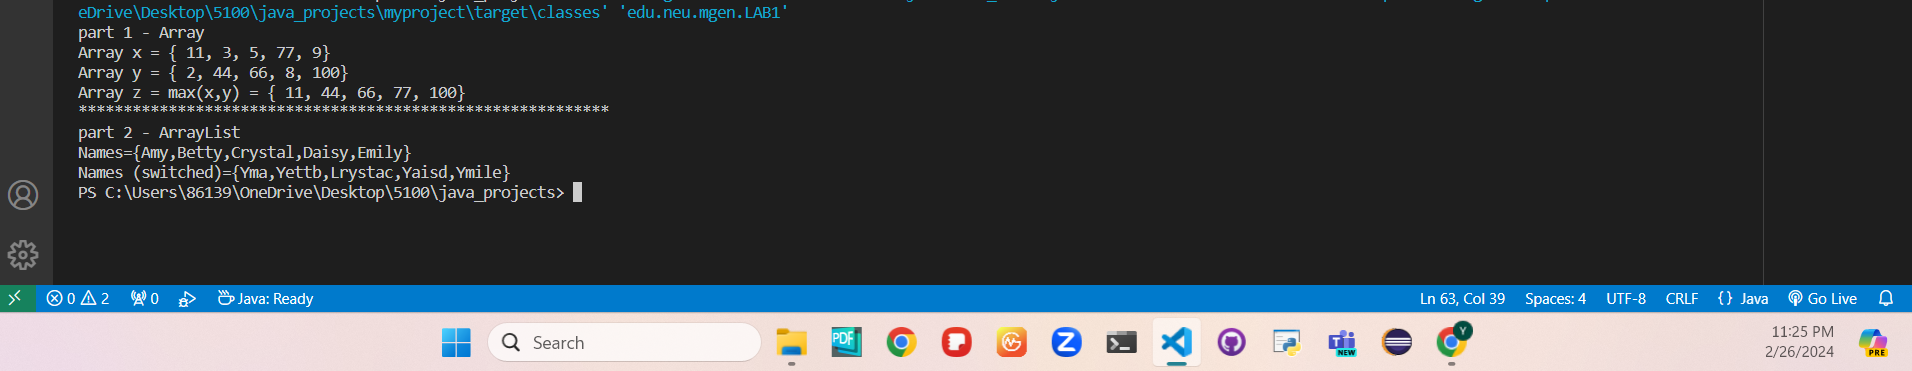 eDrive\Desktop\5100\java_projects\myproject\target\classes' 'edu.neu.mgen.LAB1'
part 1 - Array
Array x = { 11, 3, 5, 77, 9}
Array y = { 2, 44, 66, 8, 100}
Array z = max(x,y) = { 11, 44, 66, 77, 100}
***********************************************************
part 2 - ArrayList
Names={Amy,Betty,Crystal,Daisy,Emily}
Names (switched)={Yma,Yettb,Lrystac,Yaisd,Ymile}
PS C:\Users\86139\OneDrive\Desktop\5100\java_projects>
0 2 0 Java: Ready Ln 63, Col 39 Spaces: 4 UTF-8 CRLF {} Java Go Live
Search
PDF
NEW
Y
11:25 PM
2/26/2024
PRE